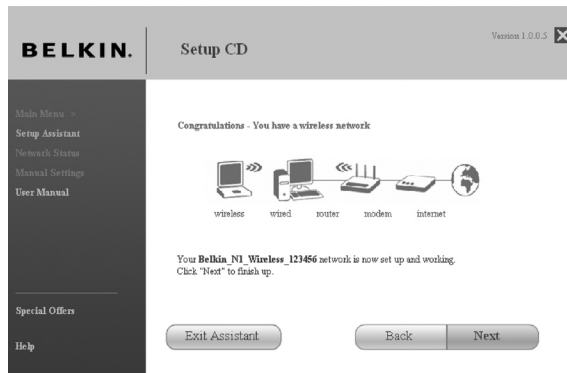 BELKIN.
Setup CD
Version 1.0.0.5
Main Menu >
Setup Assistant
Network Status
Manual Settings
User Manual
Special Offers
Help
Congratulations - You have a wireless network
wireless wired router modem internet
Your Belkin_N1_Wireless_123456 network is now set up and working.
Click "Next" to finish up.
Exit Assistant
Back
Next